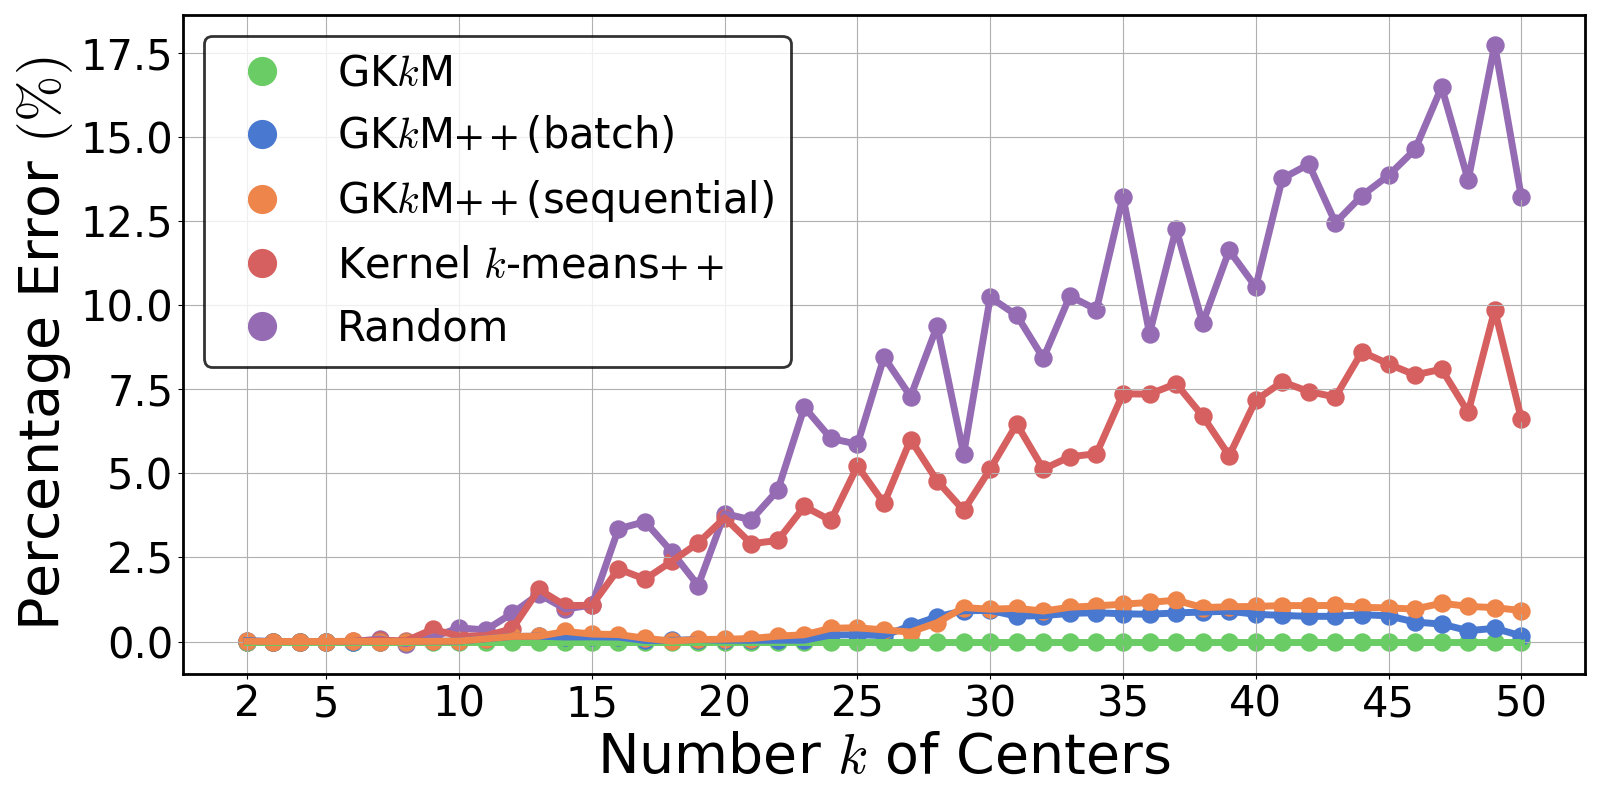 Percentage Error (%)
17.5
15.0
12.5
10.0
7.5
5.0
2.5
0.0
GKkM
GKkM++(batch)
GKkM++(sequential)
Kernel k-means++
Random
2 5 10 15 20 25 30 35 40 45 50
Number k of Centers